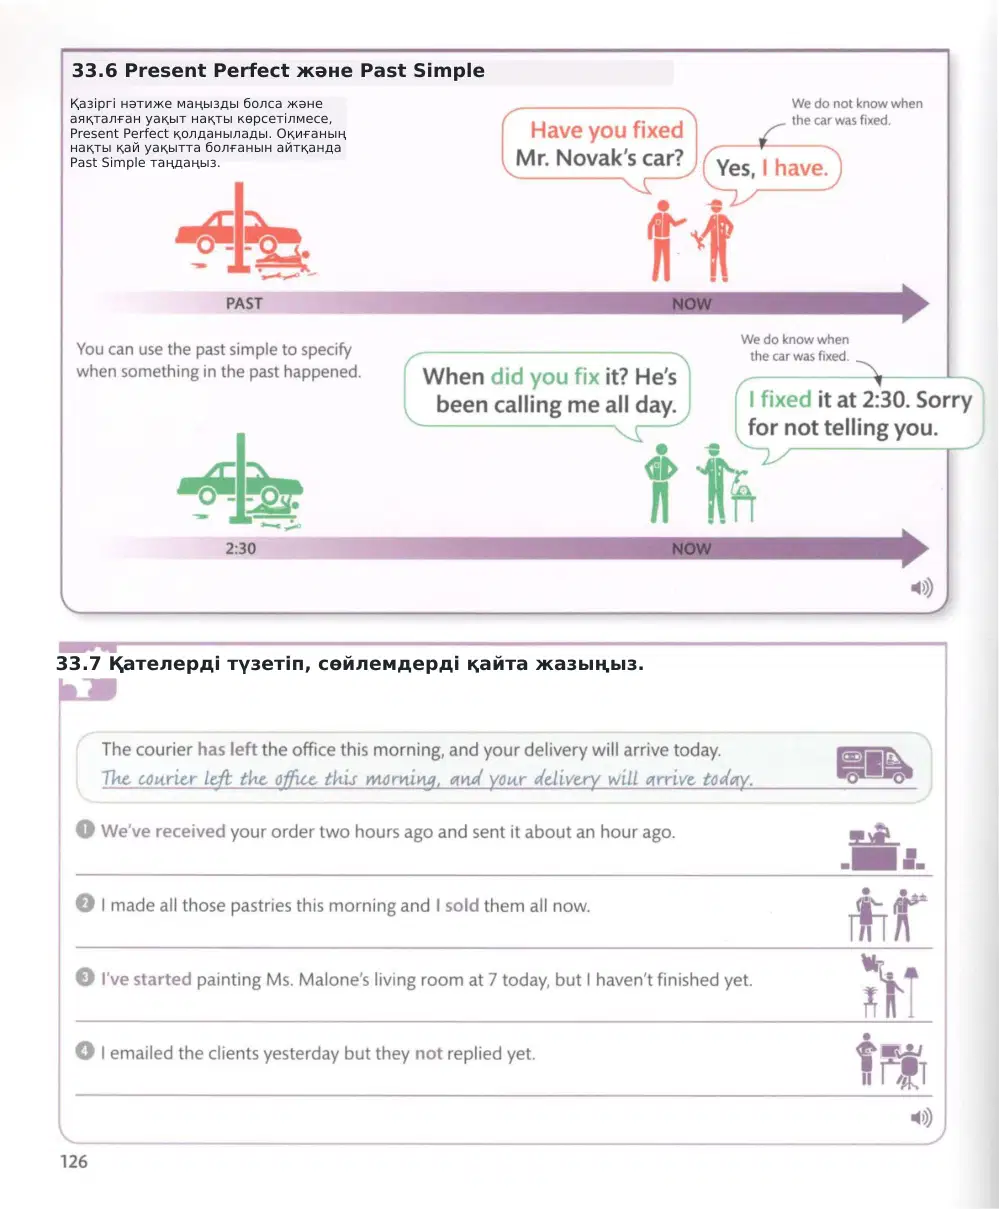 33.6 Present Perfect және Past Simple
Қазіргі нәтиже маңызды болса және
аяқталған уақыт нақты көрсетілмесе,
Present Perfect қолданылады. Оқиғаның
нақты қай уақытта болғанын айтқанда
Past Simple таңдаңыз.
We do not know when
the car was fixed.
Have you fixed
Mr. Novak's car?
Yes, I have.
PAST
NOW
You can use the past simple to specify
when something in the past happened.
We do know when
the car was fixed.
When did you fix it? He's
been calling me all day.
I fixed it at 2:30. Sorry
for not telling you.
2:30
NOW
33.7 Қателерді түзетіп, сөйлемдерді қайта жазыңыз.
The courier has left the office this morning, and your delivery will arrive today.
The courier left the office this morning, and your delivery will arrive today.
1 We've received your order two hours ago and sent it about an hour ago.
2 I made all those pastries this morning and I sold them all now.
3 I've started painting Ms. Malone's living room at 7 today, but I haven't finished yet.
4 I emailed the clients yesterday but they not replied yet.
126